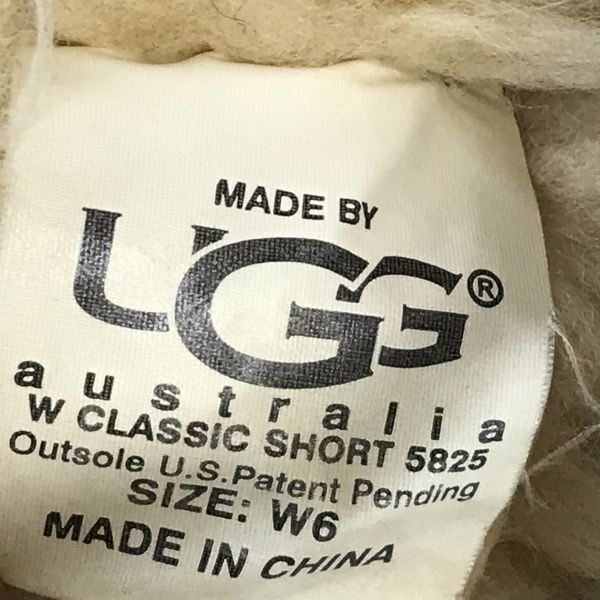 MADE BY
UGG®
australia
W CLASSIC SHORT 5825
Outsole U.S.Patent Pending
SIZE: W6
MADE IN CHINA